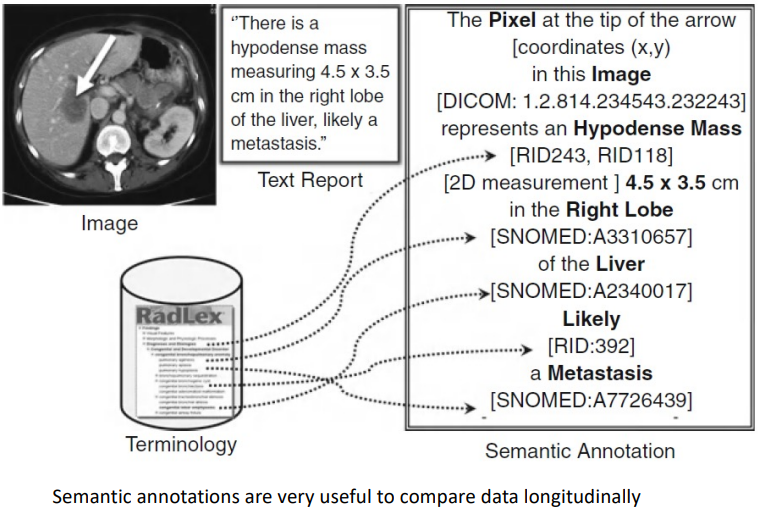 "There is a
hypodense mass
measuring 4.5 x 3.5
cm in the right lobe
of the liver, likely a
metastasis."
Text Report
Image
RadLex
Terminology
The Pixel at the tip of the arrow
[coordinates (x,y)
in this Image
[DICOM: 1.2.814.234543.232243]
represents an Hypodense Mass
[RID243, RID118]
[2D measurement ] 4.5 x 3.5 cm
in the Right Lobe
[SNOMED:A3310657]
of the Liver
[SNOMED:A2340017]
Likely
[RID:392]
a Metastasis
[SNOMED:A7726439]
Semantic Annotation
Semantic annotations are very useful to compare data longitudinally